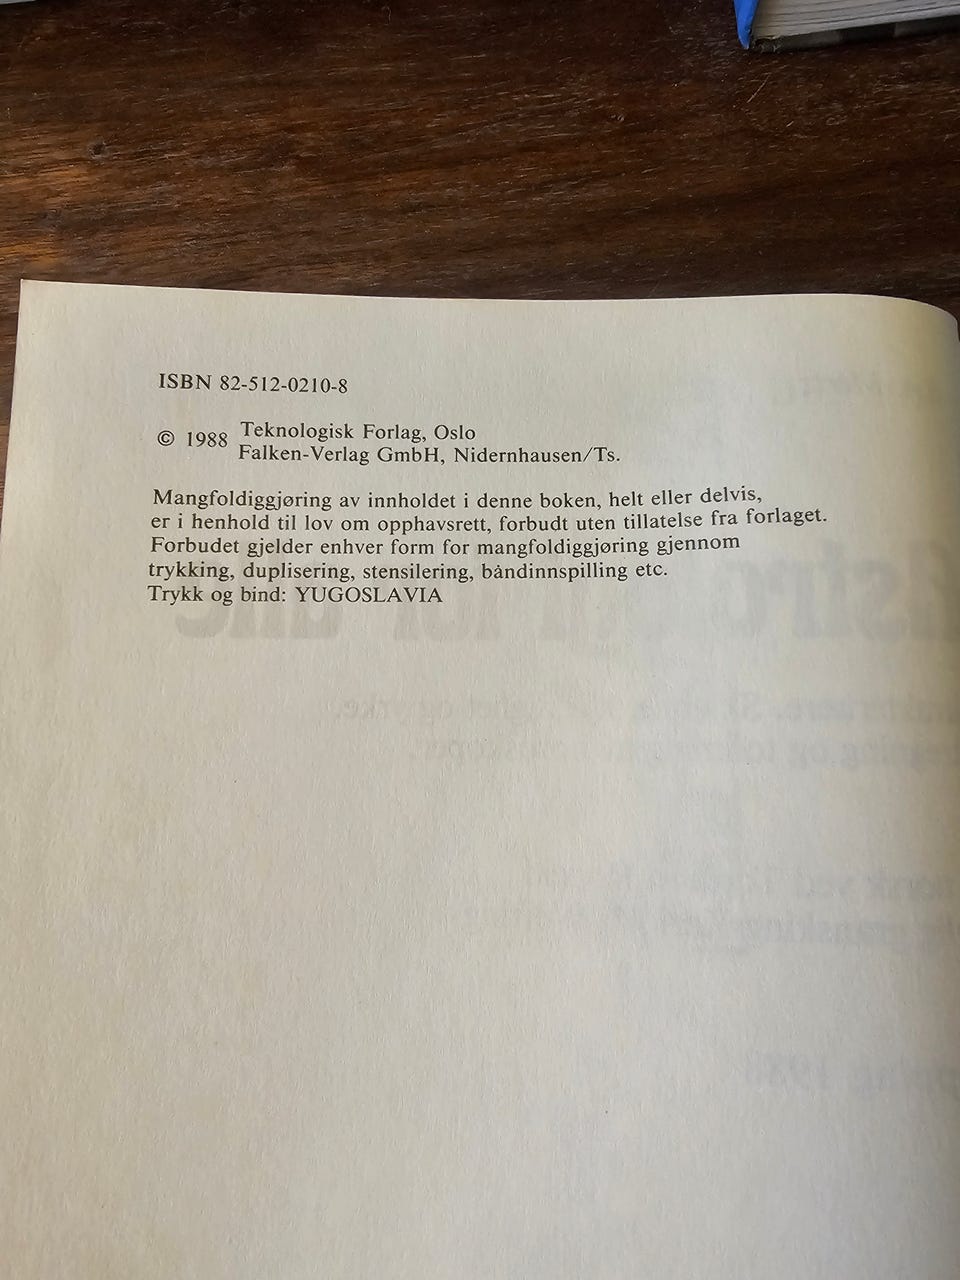 ISBN 82-512-0210-8
© 1988 Teknologisk Forlag, Oslo
Falken-Verlag GmbH, Nidernhausen/Ts.
Mangfoldiggjøring av innholdet i denne boken, helt eller delvis,
er i henhold til lov om opphavsrett, forbudt uten tillatelse fra forlaget.
Forbudet gjelder enhver form for mangfoldiggjøring gjennom
trykking, duplisering, stensilering, båndinnspilling etc.
Trykk og bind: YUGOSLAVIA